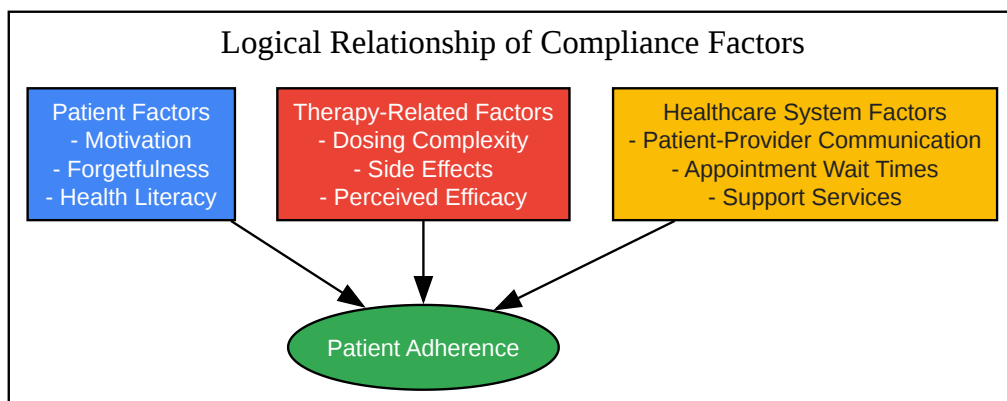 Logical Relationship of Compliance Factors
Patient Factors
- Motivation
- Forgetfulness
- Health Literacy
Therapy-Related Factors
- Dosing Complexity
- Side Effects
- Perceived Efficacy
Healthcare System Factors
- Patient-Provider Communication
- Appointment Wait Times
- Support Services
Patient Adherence